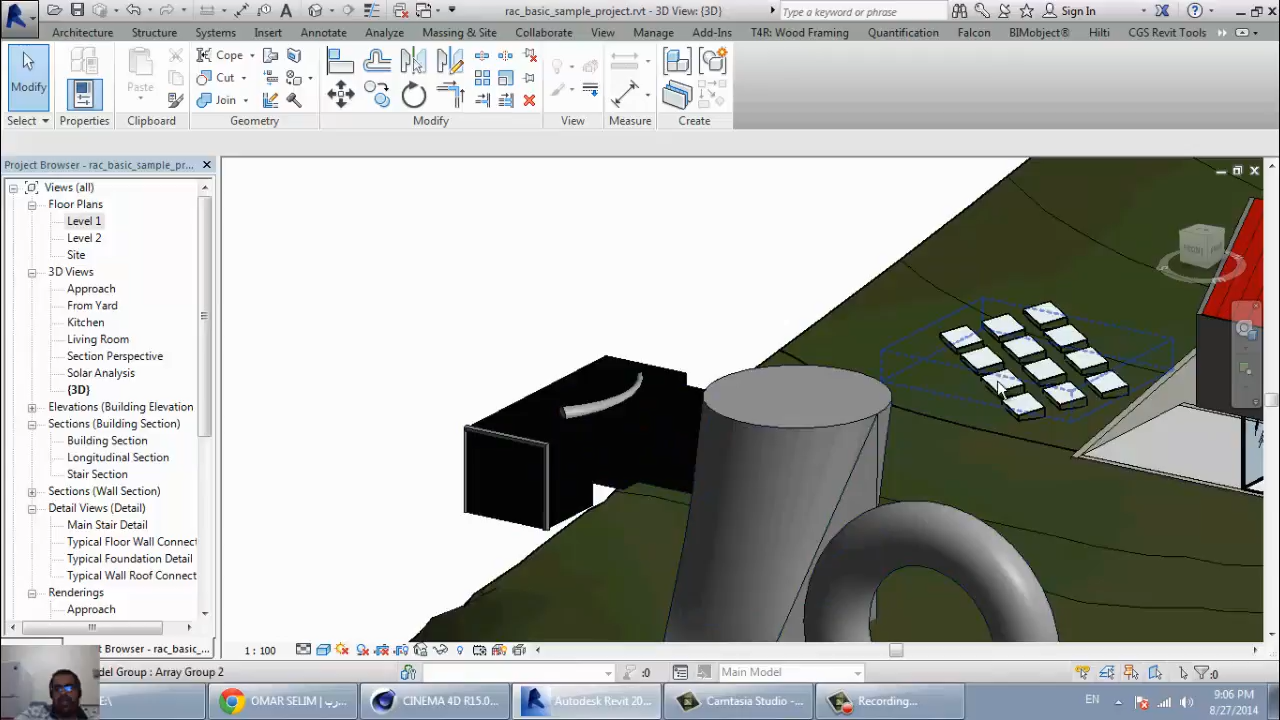 rac_basic_sample_project.rvt - 3D View: {3D}
Type a keyword or phrase
Sign In
Architecture Structure Systems Insert Annotate Analyze Massing & Site Collaborate View Manage Add-Ins T4R: Wood Framing Quantification Falcon BIMobject® Hilti CGS Revit Tools
Modify
Paste
Cope
Cut
Join
Select Properties Clipboard Geometry Modify View Measure Create
Project Browser - rac_basic_sample_pr...
Views (all)
Floor Plans
Level 1
Level 2
Site
3D Views
Approach
From Yard
Kitchen
Living Room
Section Perspective
Solar Analysis
{3D}
Elevations (Building Elevation
Sections (Building Section)
Building Section
Longitudinal Section
Stair Section
Sections (Wall Section)
Detail Views (Detail)
Main Stair Detail
Typical Floor Wall Connect
Typical Foundation Detail
Typical Wall Roof Connect
Renderings
Approach
FRONT
t Browser - rac_basic_sample_...
1 : 100
del Group : Array Group 2
:0
Main Model
:0
E:\
OMAR SELIM | عرب...
CINEMA 4D R15.0...
Autodesk Revit 20...
Camtasia Studio -...
Recording...
EN
9:06 PM
8/27/2014